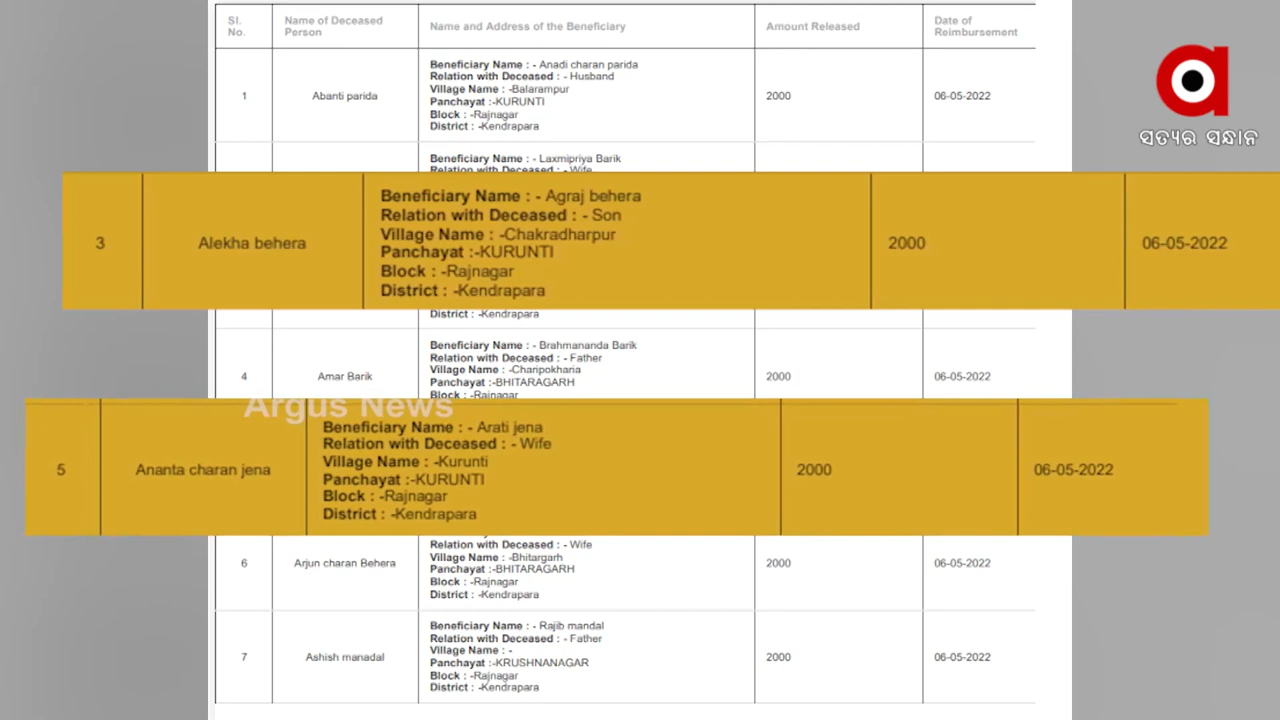 Sl. No.
Name of Deceased Person
Name and Address of the Beneficiary
Amount Released
Date of Reimbursement
1
Abanti parida
Beneficiary Name : - Anadi charan parida
Relation with Deceased : - Husband
Village Name : -Balarampur
Panchayat :-KURUNTI
Block : -Rajnagar
District : -Kendrapara
2000
06-05-2022
ସତ୍ୟର ସନ୍ଧାନ
Beneficiary Name : - Laxmipriya Barik
Relation with Deceased : - Wife
3
Alekha behera
Beneficiary Name : - Agraj behera
Relation with Deceased : - Son
Village Name : -Chakradharpur
Panchayat :-KURUNTI
Block : -Rajnagar
District : -Kendrapara
2000
06-05-2022
District : -Kendrapara
4
Amar Barik
Beneficiary Name : - Brahmananda Barik
Relation with Deceased : - Father
Village Name : -Charipokharia
Panchayat :-BHITARAGARH
Block : -Rajnagar
2000
06-05-2022
Argus News
5
Ananta charan jena
Beneficiary Name : - Arati jena
Relation with Deceased : - Wife
Village Name : -Kurunti
Panchayat :-KURUNTI
Block : -Rajnagar
District : -Kendrapara
2000
06-05-2022
6
Arjun charan Behera
Relation with Deceased : - Wife
Village Name : -Bhitargarh
Panchayat :-BHITARAGARH
Block : -Rajnagar
District : -Kendrapara
2000
06-05-2022
7
Ashish manadal
Beneficiary Name : - Rajib mandal
Relation with Deceased : - Father
Village Name : -
Panchayat :-KRUSHNANAGAR
Block : -Rajnagar
District : -Kendrapara
2000
06-05-2022